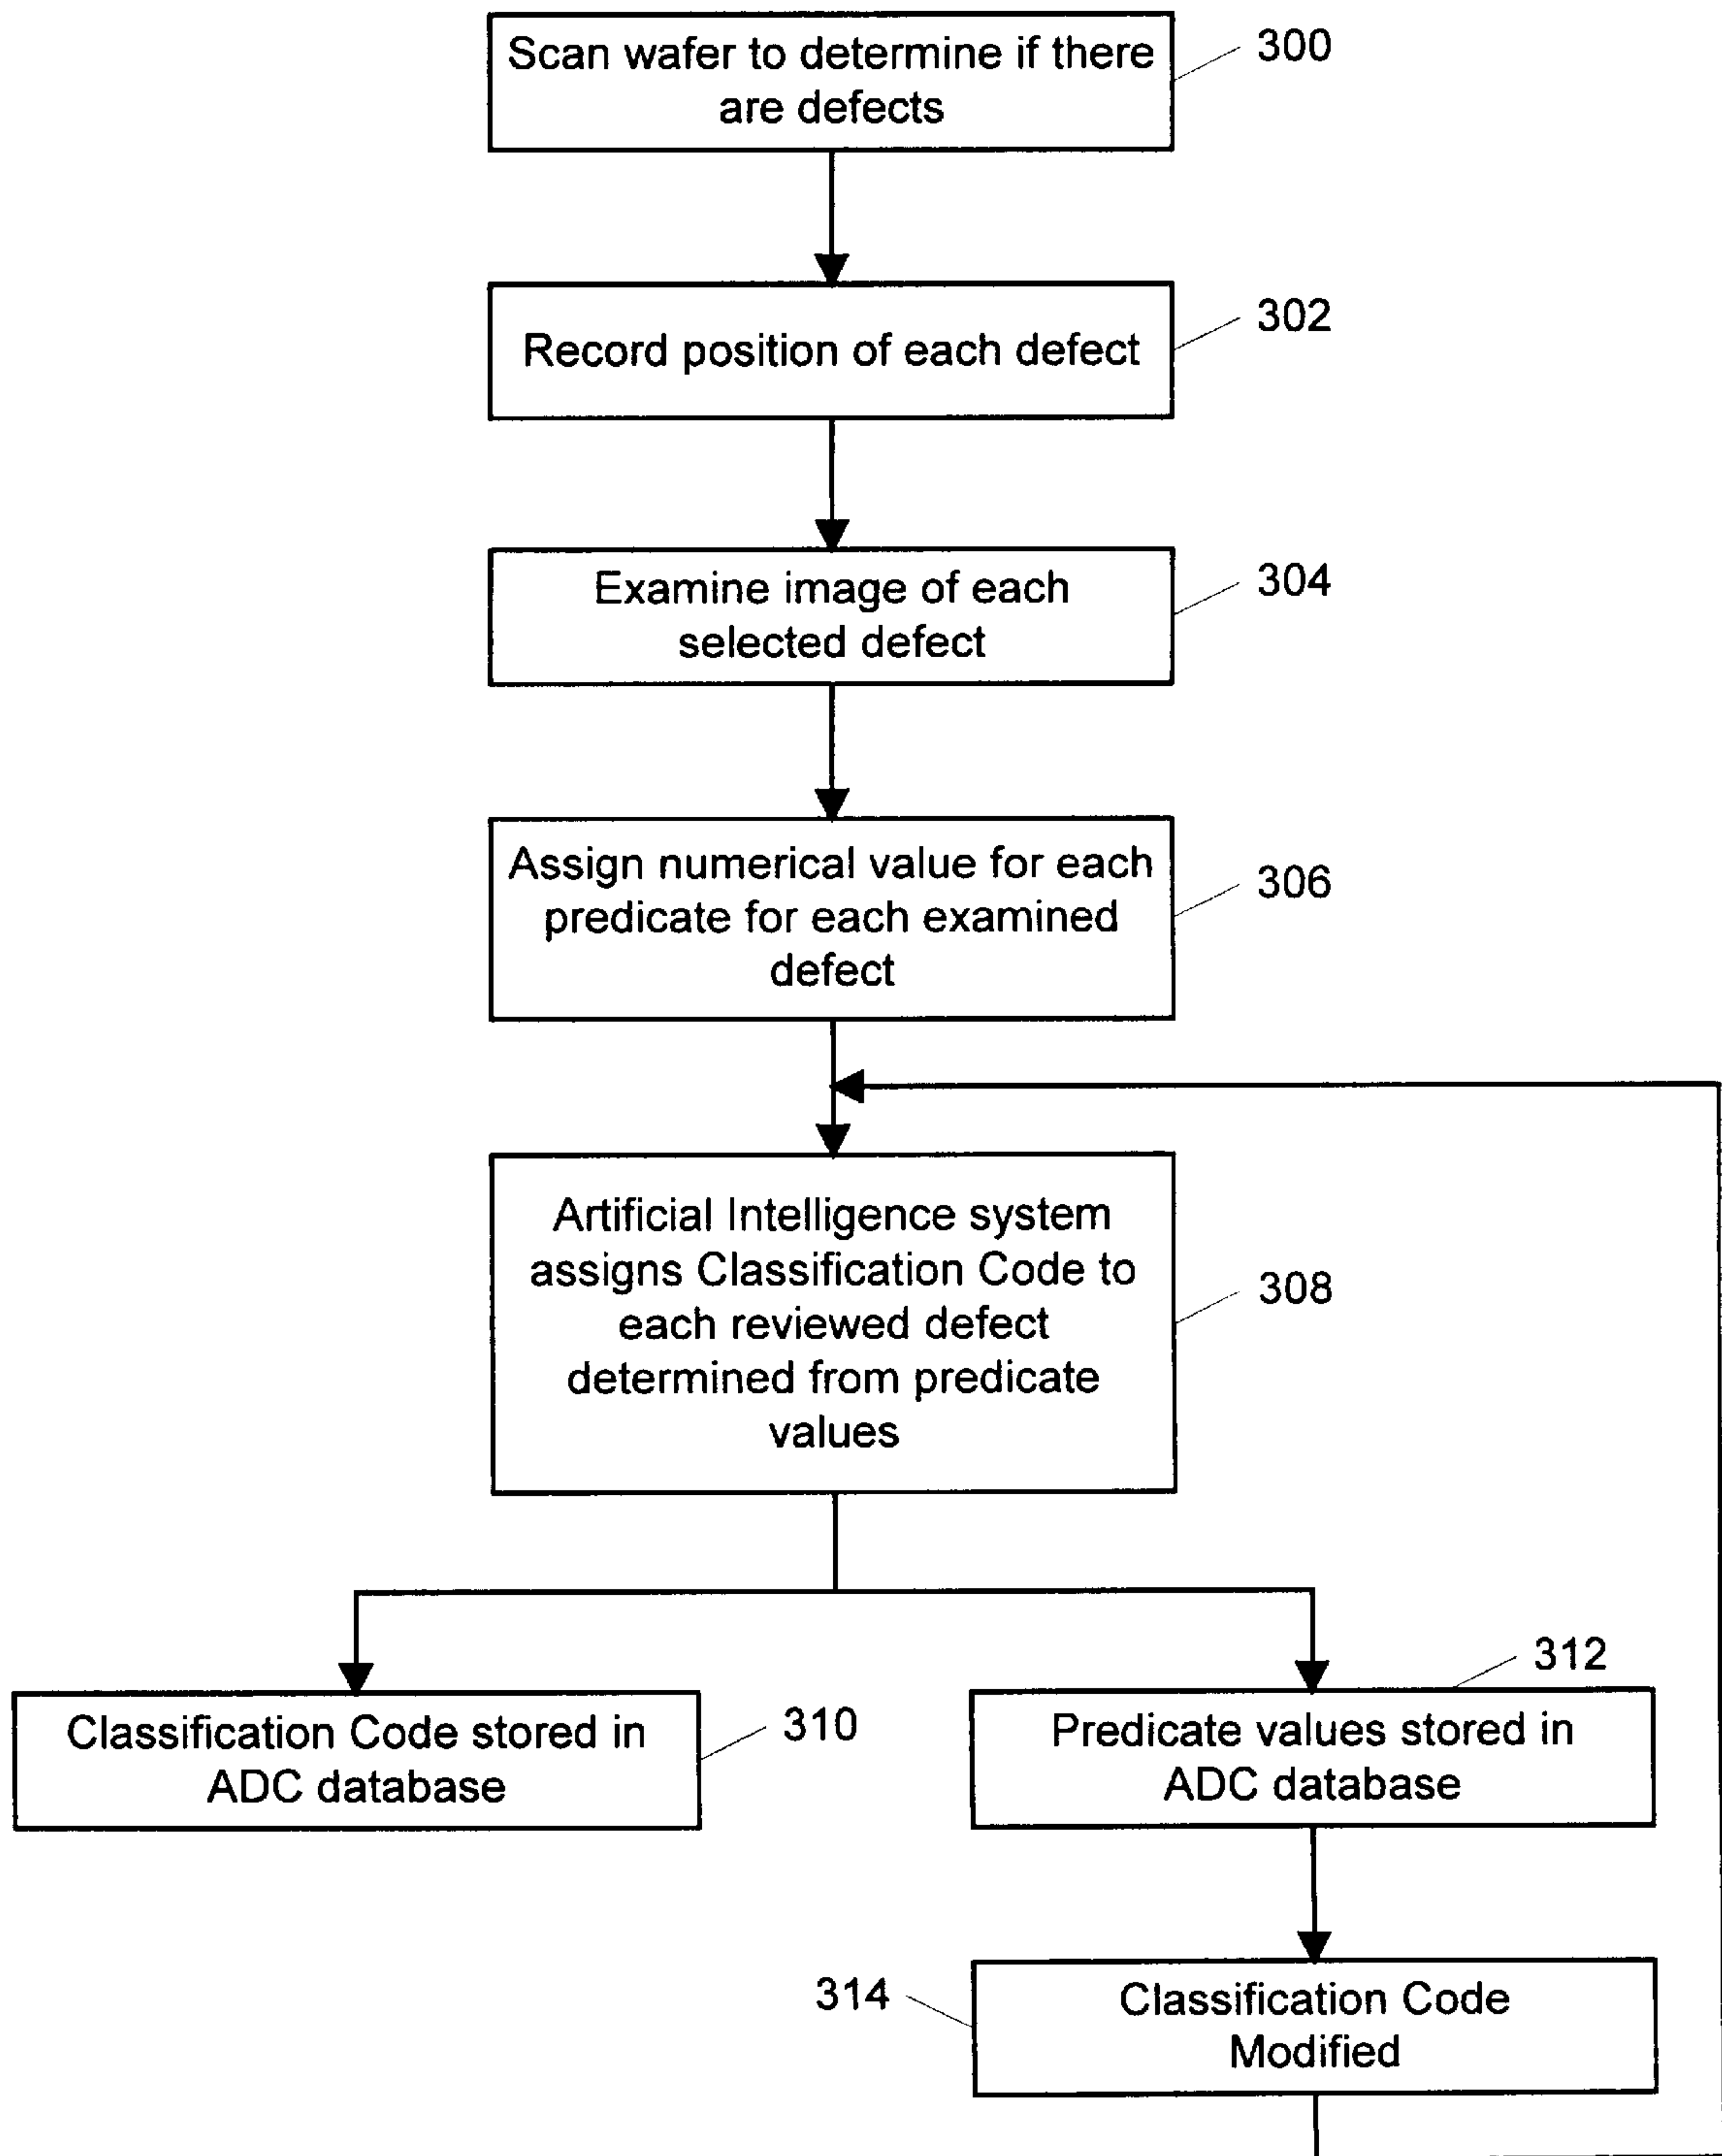 Scan wafer to determine if there
are defects
300
Record position of each defect
302
Examine image of each
selected defect
304
Assign numerical value for each
predicate for each examined
defect
306
Artificial Intelligence system
assigns Classification Code to
each reviewed defect
determined from predicate
values
308
Classification Code stored in
ADC database
310
312
Predicate values stored in
ADC database
314
Classification Code
Modified